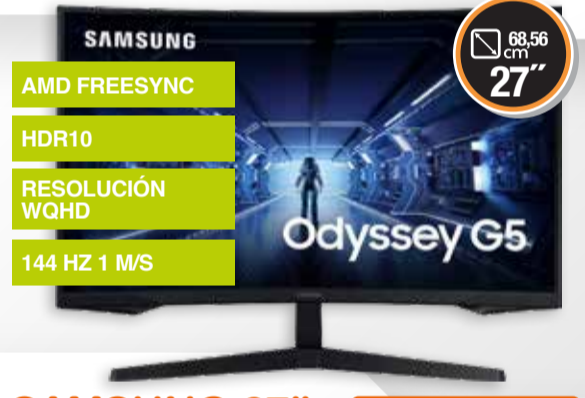 SAMSUNG
68,56
cm
27″
AMD FREESYNC
HDR10
RESOLUCIÓN
WQHD
144 HZ 1 M/S
Odyssey G5